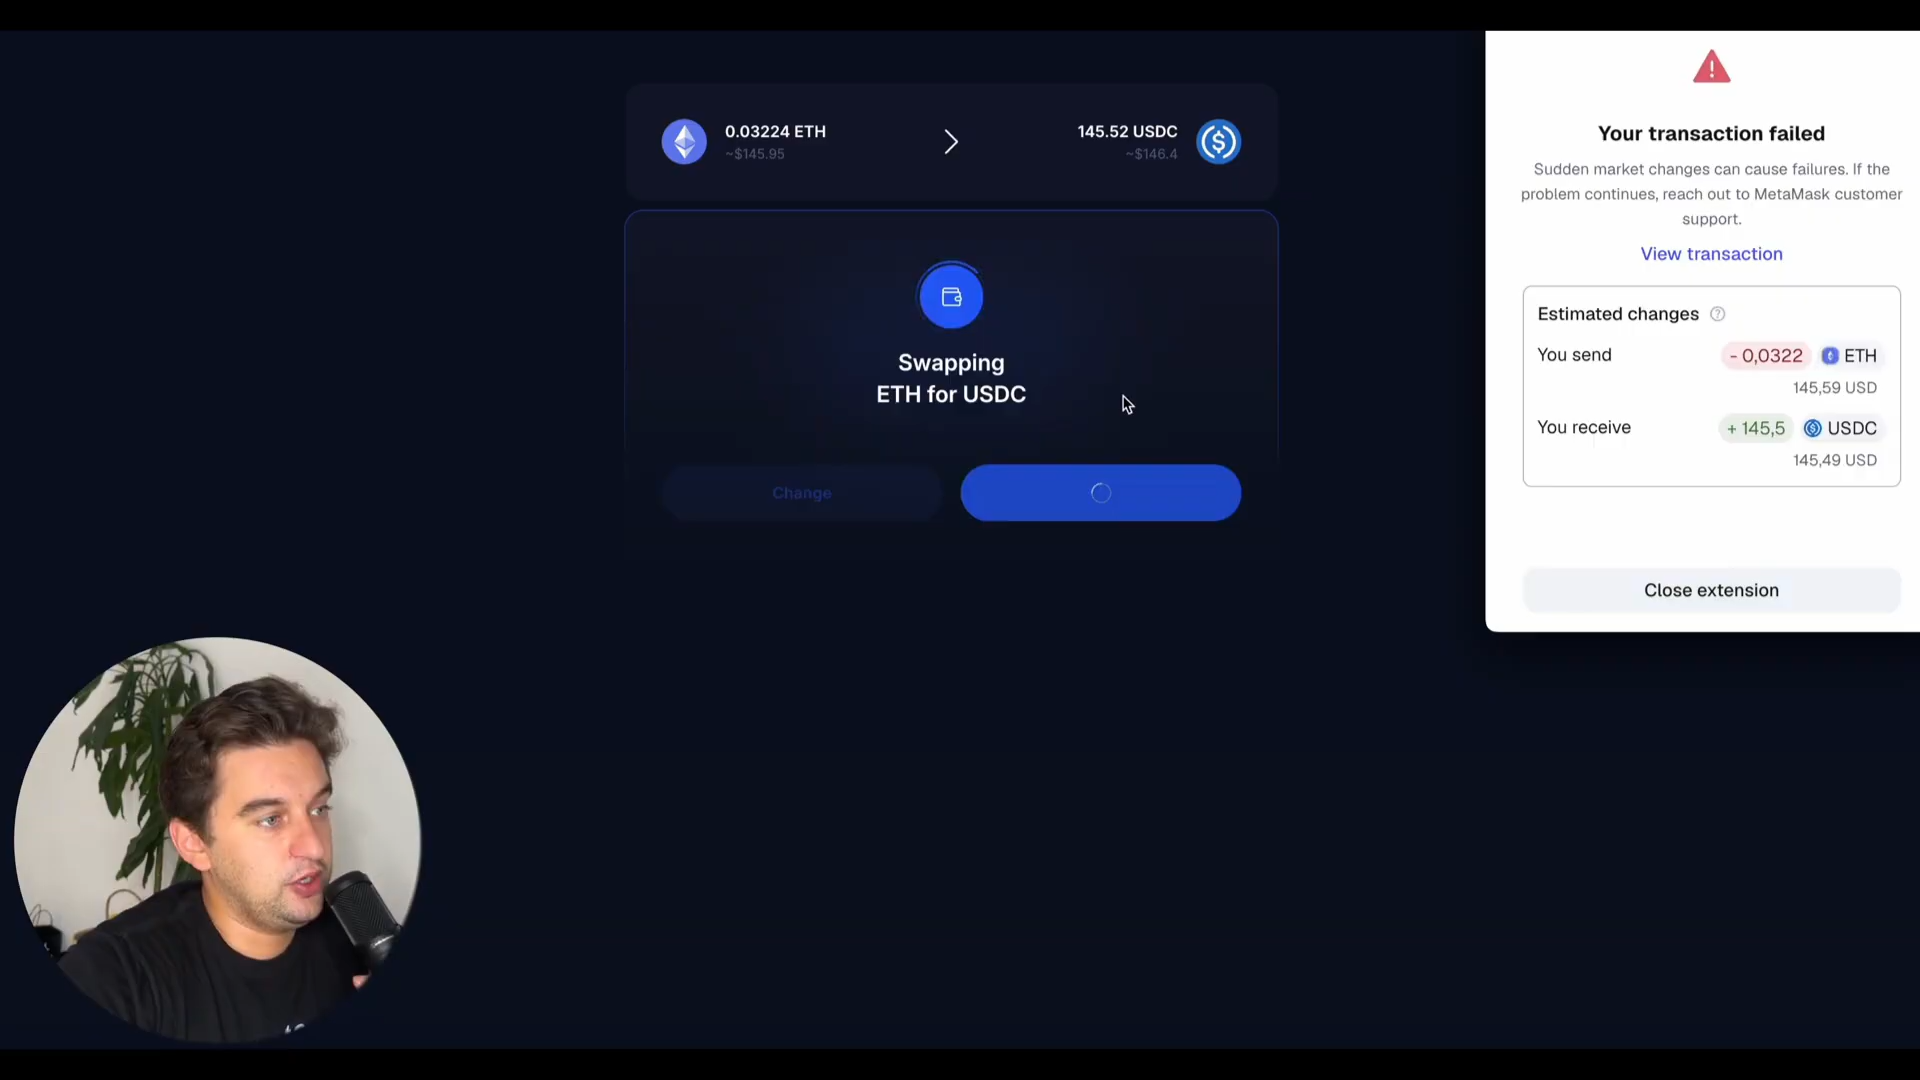 0.03224 ETH
~$145.95
145.52 USDC
~$146.4
Swapping
ETH for USDC
Change
Your transaction failed
Sudden market changes can cause failures. If the
problem continues, reach out to MetaMask customer
support.
View transaction
Estimated changes
You send
- 0,0322 ETH
145,59 USD
You receive
+ 145,5 USDC
145,49 USD
Close extension